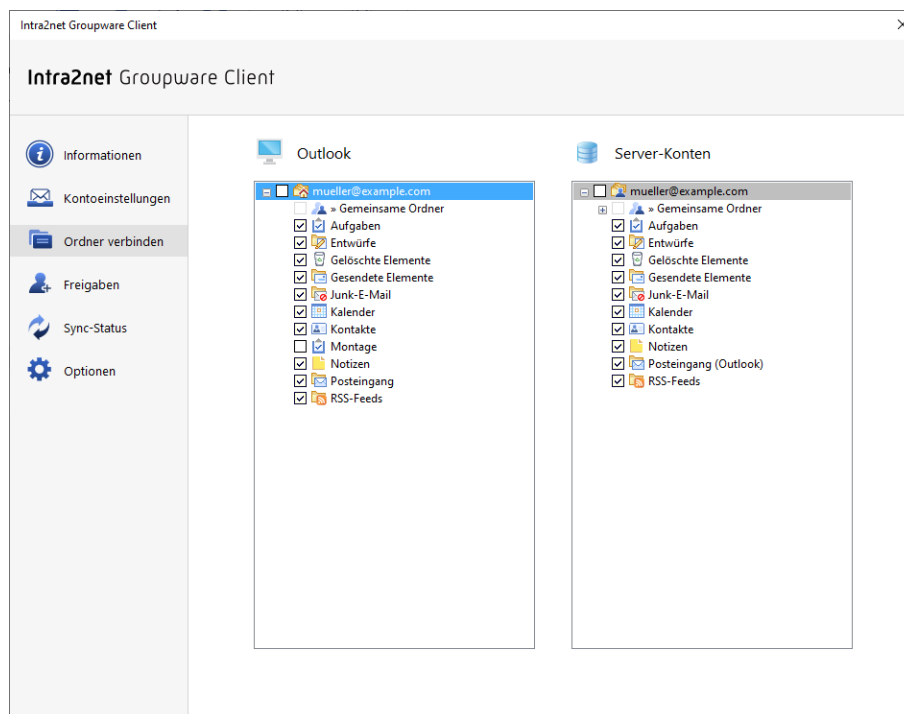 Intra2net Groupware Client
Intra2net Groupware Client
Informationen
Kontoeinstellungen
Ordner verbinden
Freigaben
Sync-Status
Optionen
Outlook
mueller@example.com
» Gemeinsame Ordner
Aufgaben
Entwürfe
Gelöschte Elemente
Gesendete Elemente
Junk-E-Mail
Kalender
Kontakte
Montage
Notizen
Posteingang
RSS-Feeds
Server-Konten
mueller@example.com
» Gemeinsame Ordner
Aufgaben
Entwürfe
Gelöschte Elemente
Gesendete Elemente
Junk-E-Mail
Kalender
Kontakte
Notizen
Posteingang (Outlook)
RSS-Feeds